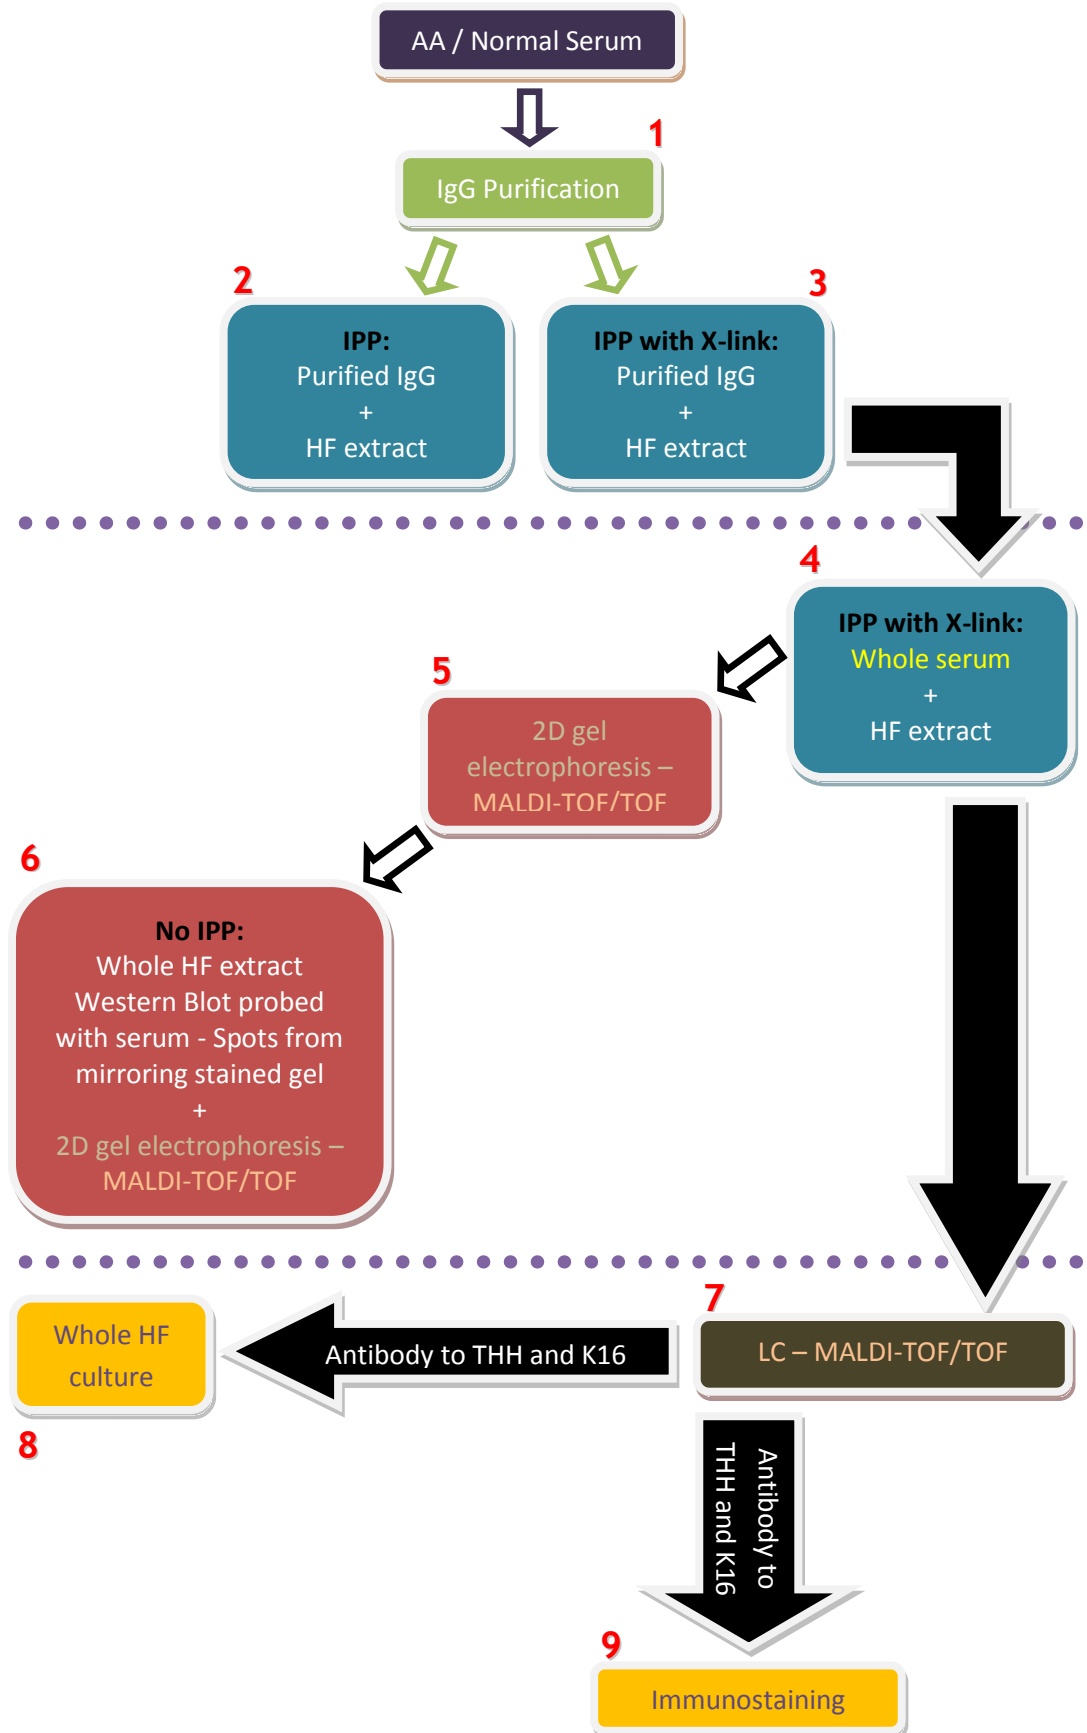 AA / Normal Serum
1
IgG Purification
2
3
IPP:
Purified IgG
+
HF extract
IPP with X-link:
Purified IgG
+
HF extract
4
IPP with X-link:
Whole serum
+
HF extract
5
2D gel
electrophoresis –
MALDI-TOF/TOF
6
No IPP:
Whole HF extract
Western Blot probed
with serum - Spots from
mirroring stained gel
+
2D gel electrophoresis –
MALDI-TOF/TOF
7
LC – MALDI-TOF/TOF
Antibody to THH and K16
Whole HF
culture
8
Antibody to
THH and K16
9
Immunostaining